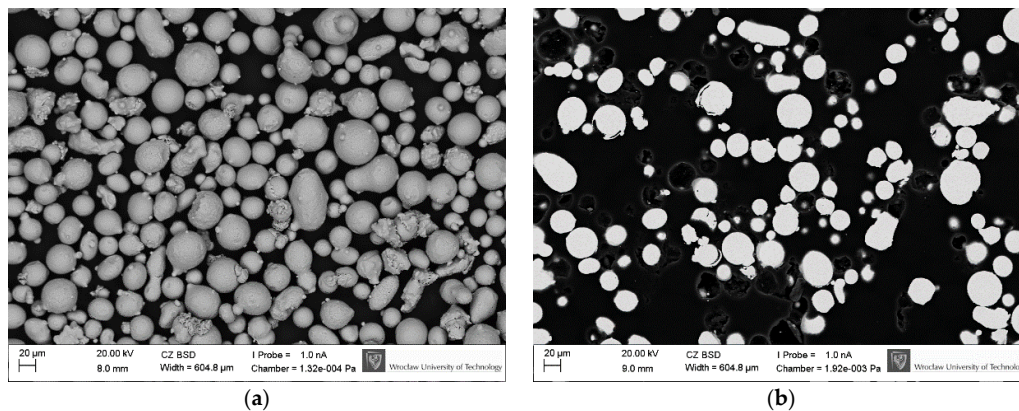 20 µm 20.00 kV CZ BSD I Probe = 1.0 nA
8.0 mm Width = 604.8 µm Chamber = 1.32e-004 Pa Wroclaw University of Technology
20 µm 20.00 kV CZ BSD I Probe = 1.0 nA
9.0 mm Width = 604.8 µm Chamber = 1.92e-003 Pa Wroclaw University of Technology
(a) (b)